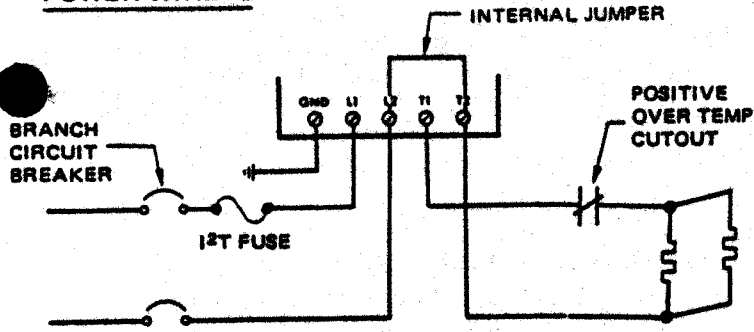 INTERNAL JUMPER
GND L1 L2 T1 T2
POSITIVE
OVER TEMP
CUTOUT
BRANCH
CIRCUIT
BREAKER
I²T FUSE